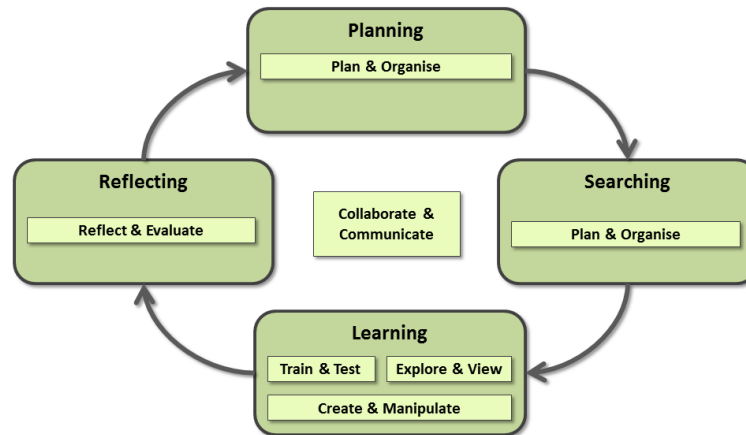 Planning
Plan & Organise
Reflecting
Reflect & Evaluate
Collaborate &
Communicate
Searching
Plan & Organise
Learning
Train & Test
Explore & View
Create & Manipulate